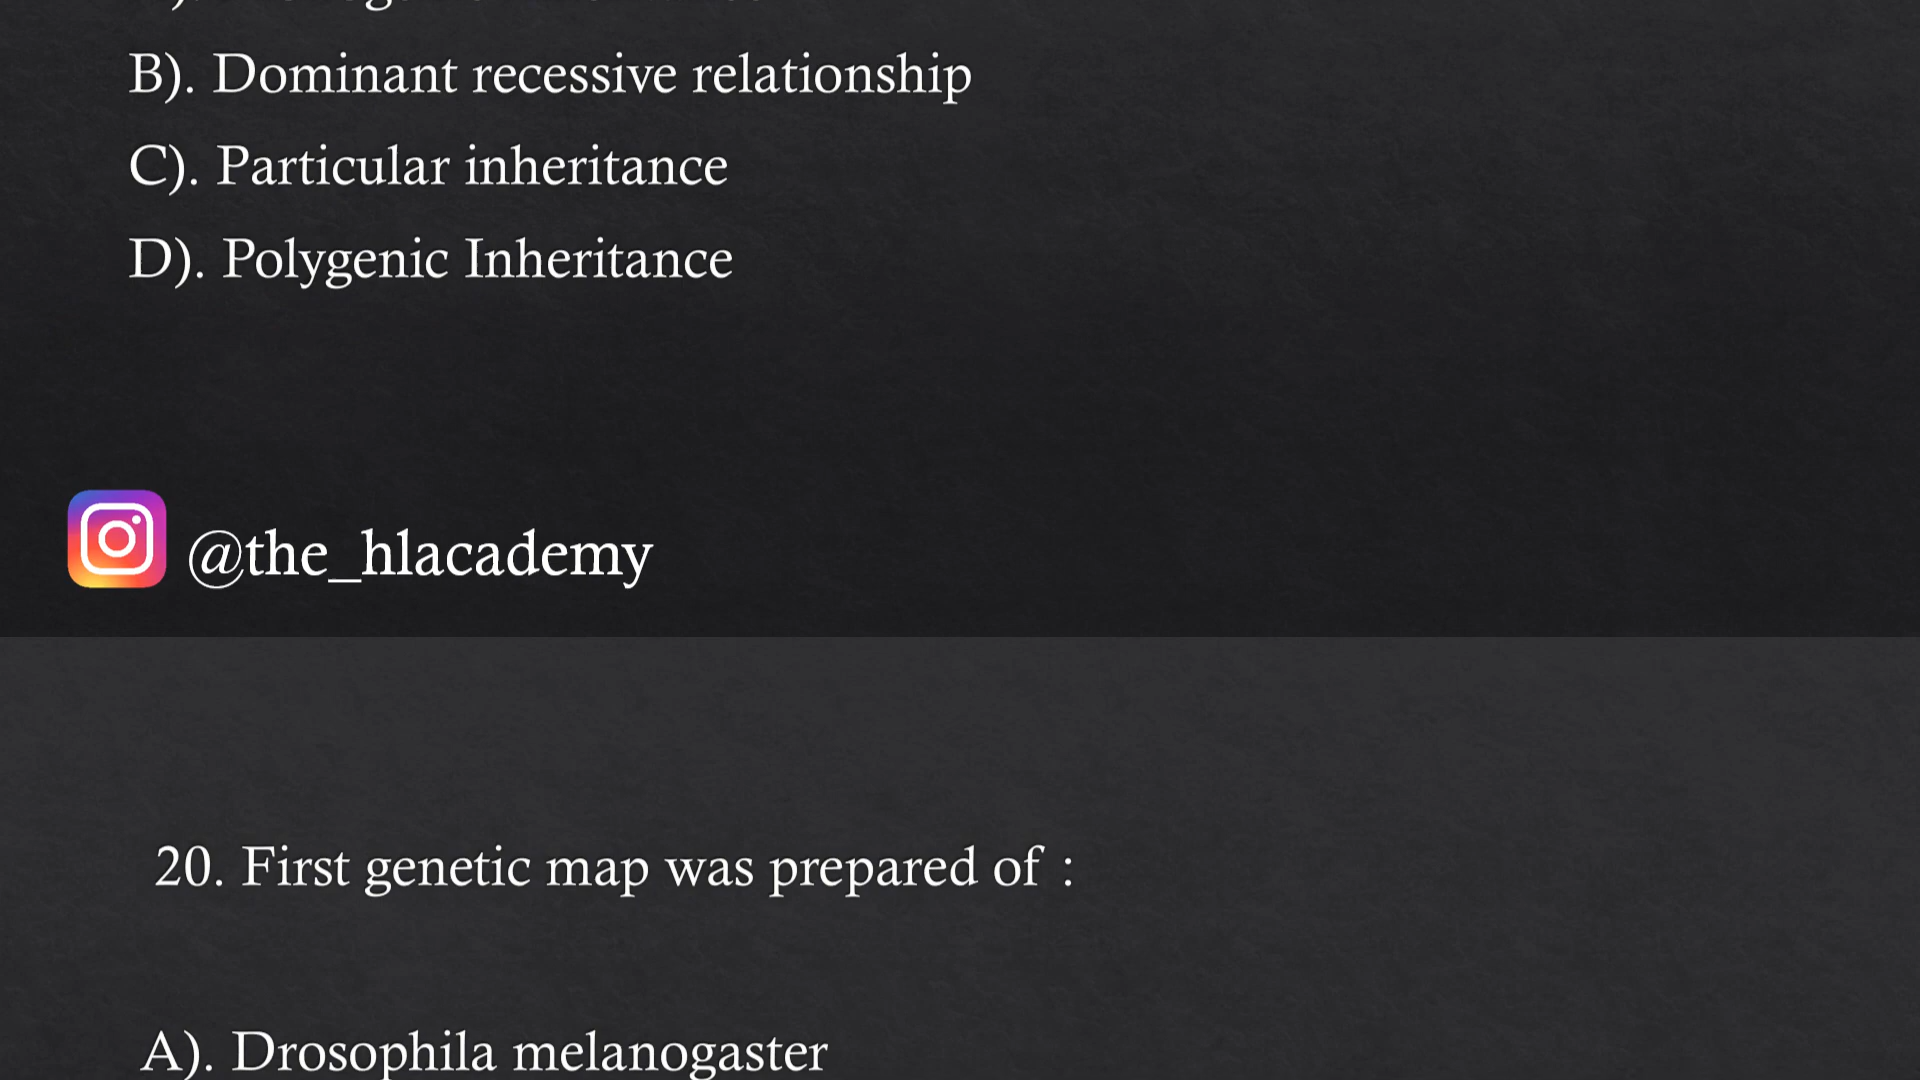 B). Dominant recessive relationship
C). Particular inheritance
D). Polygenic Inheritance
@the_hlacademy
20. First genetic map was prepared of :
A). Drosophila melanogaster